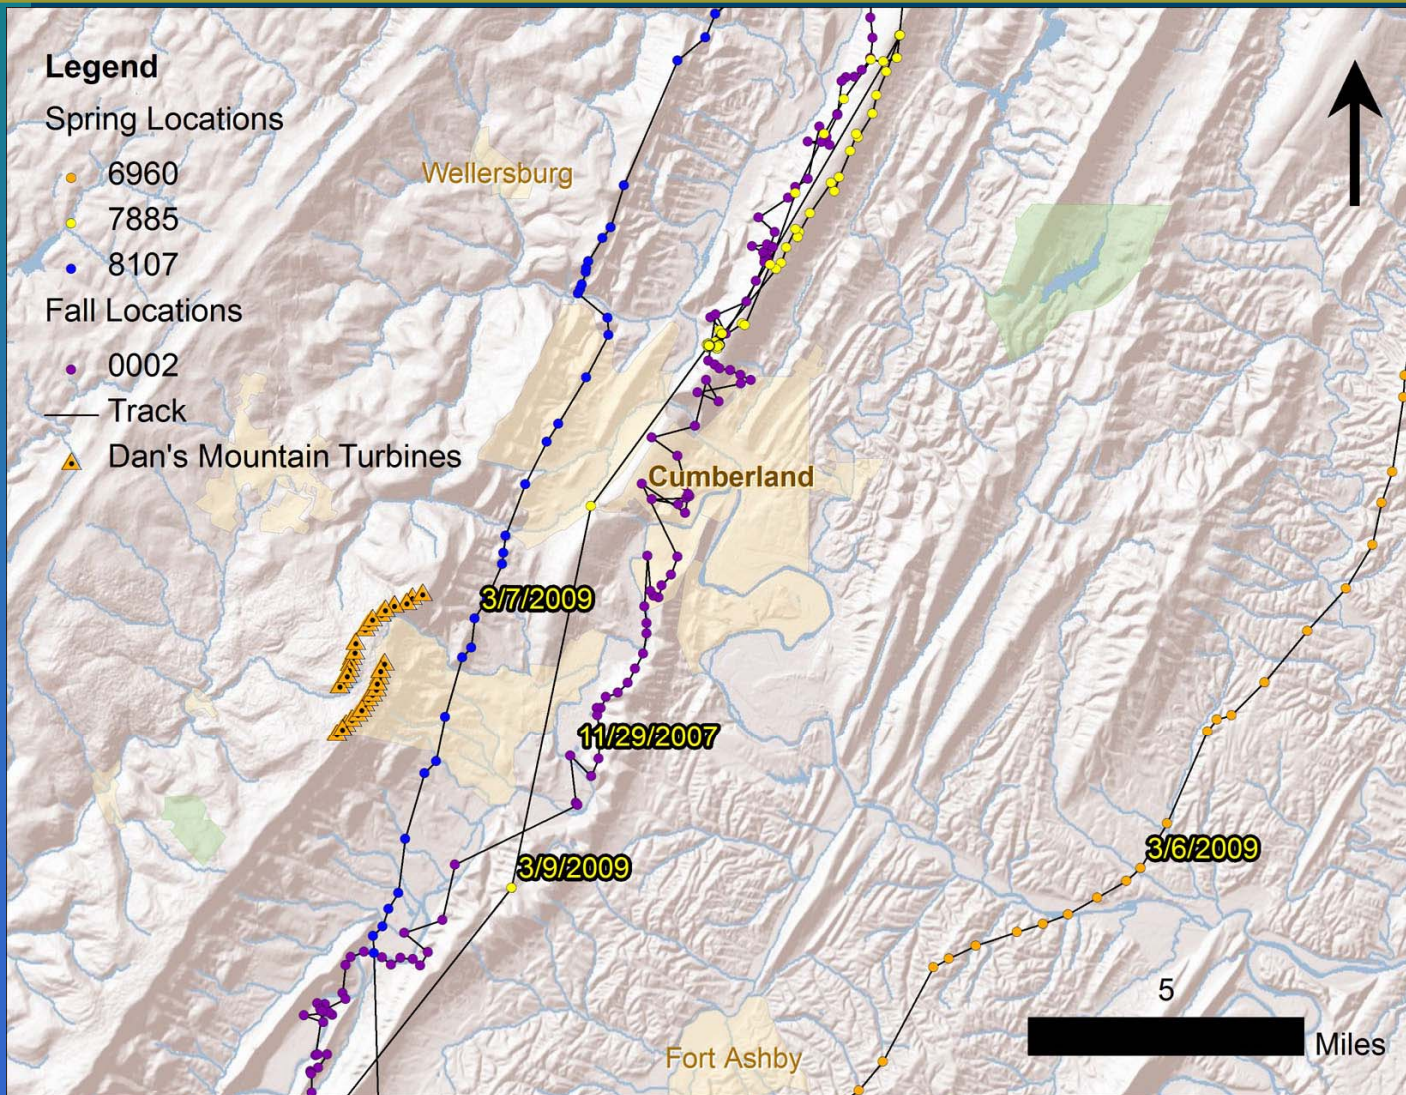 Legend
Spring Locations
6960
7885
8107
Fall Locations
0002
Track
Dan's Mountain Turbines
Wellersburg
Cumberland
3/7/2009
11/29/2007
3/9/2009
3/6/2009
5
Miles
Fort Ashby